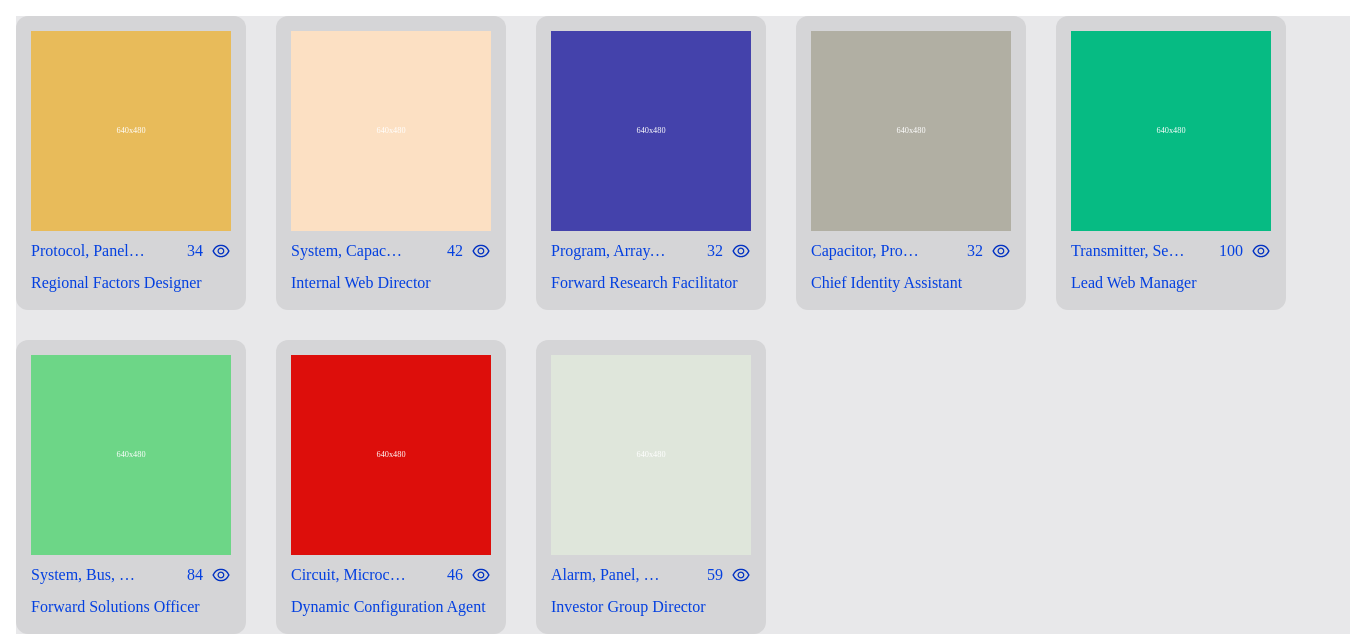 640x480
Protocol, Panel… 34
Regional Factors Designer
640x480
System, Capac… 42
Internal Web Director
640x480
Program, Array… 32
Forward Research Facilitator
640x480
Capacitor, Pro… 32
Chief Identity Assistant
640x480
Transmitter, Se… 100
Lead Web Manager
640x480
System, Bus, … 84
Forward Solutions Officer
640x480
Circuit, Microc… 46
Dynamic Configuration Agent
640x480
Alarm, Panel, … 59
Investor Group Director